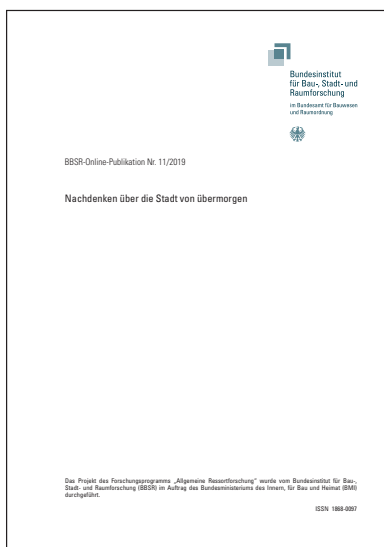 Bundesinstitut
für Bau-, Stadt- und
Raumforschung
im Bundesamt für Bauwesen
und Raumordnung
BBSR-Online-Publikation Nr. 11/2019
Nachdenken über die Stadt von übermorgen
Das Projekt des Forschungsprogramms „Allgemeine Ressortforschung“ wurde vom Bundesinstitut für Bau-,
Stadt- und Raumforschung (BBSR) im Auftrag des Bundesministeriums des Innern, für Bau und Heimat (BMI)
durchgeführt.
ISSN 1868-0097